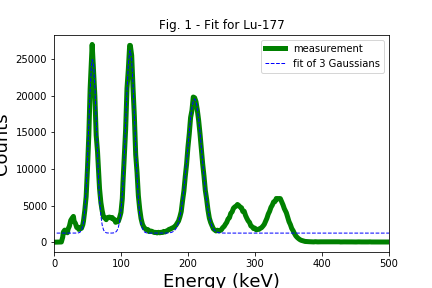 Fig. 1 - Fit for Lu-177
measurement
fit of 3 Gaussians
25000
20000
15000
10000
5000
0
Counts
0 100 200 300 400 500
Energy (keV)